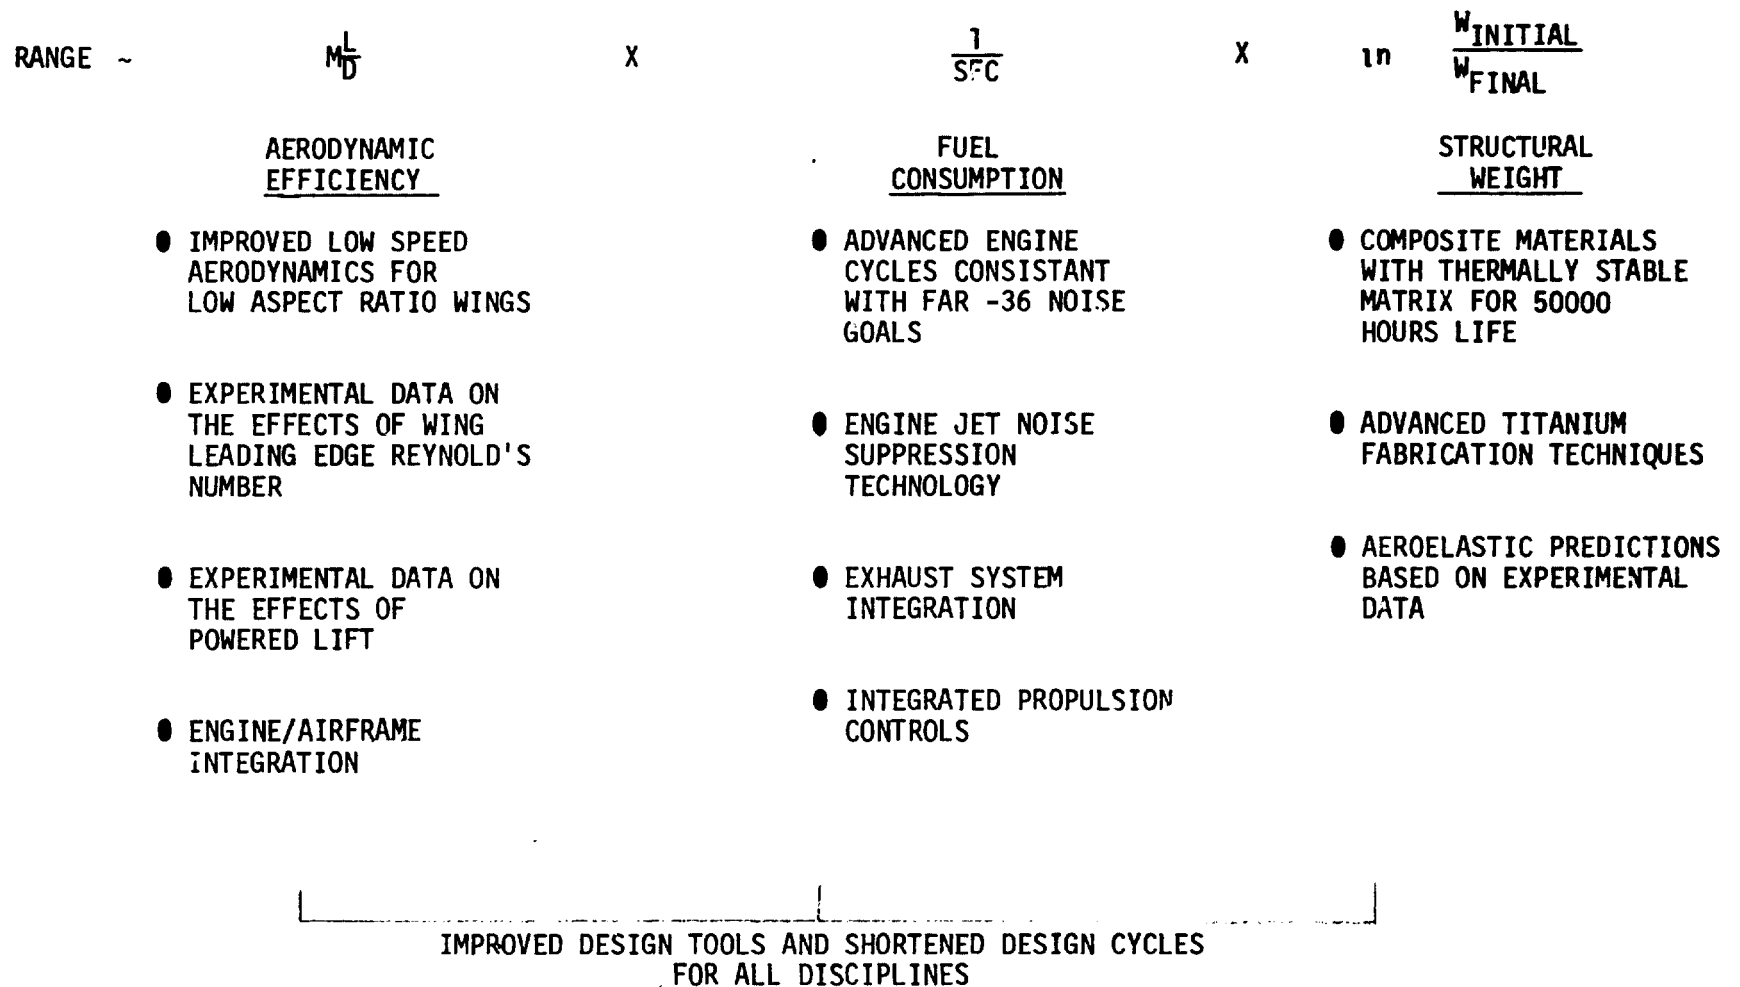 RANGE ~ M L/D X 1/SFC X ln W INITIAL / W FINAL
AERODYNAMIC
EFFICIENCY
● IMPROVED LOW SPEED
AERODYNAMICS FOR
LOW ASPECT RATIO WINGS
● EXPERIMENTAL DATA ON
THE EFFECTS OF WING
LEADING EDGE REYNOLD'S
NUMBER
● EXPERIMENTAL DATA ON
THE EFFECTS OF
POWERED LIFT
● ENGINE/AIRFRAME
INTEGRATION
FUEL
CONSUMPTION
● ADVANCED ENGINE
CYCLES CONSISTANT
WITH FAR -36 NOISE
GOALS
● ENGINE JET NOISE
SUPPRESSION
TECHNOLOGY
● EXHAUST SYSTEM
INTEGRATION
● INTEGRATED PROPULSION
CONTROLS
STRUCTURAL
WEIGHT
● COMPOSITE MATERIALS
WITH THERMALLY STABLE
MATRIX FOR 50000
HOURS LIFE
● ADVANCED TITANIUM
FABRICATION TECHNIQUES
● AEROELASTIC PREDICTIONS
BASED ON EXPERIMENTAL
DATA
IMPROVED DESIGN TOOLS AND SHORTENED DESIGN CYCLES
FOR ALL DISCIPLINES